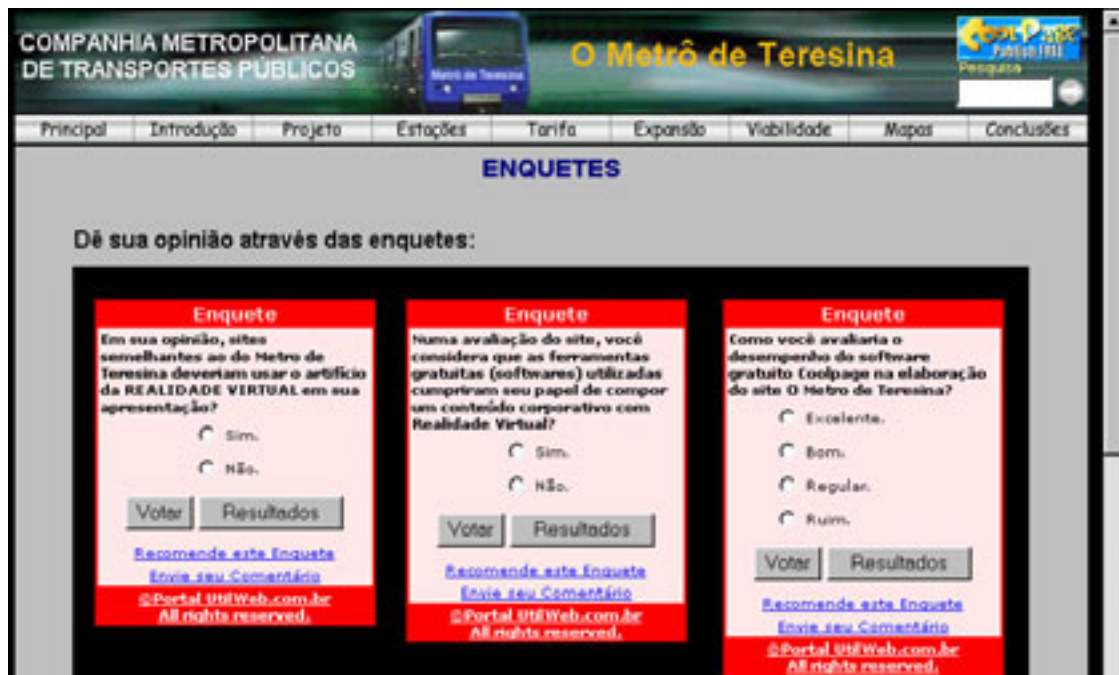 COMPANHIA METROPOLITANA
DE TRANSPORTES PÚBLICOS
Metrô de Teresina
O Metrô de Teresina
Cool Page
Publish FREE
Pesquisa
Principal Introdução Projeto Estações Tarifa Expansão Viabilidade Mapas Conclusões
ENQUETES
Dê sua opinião através das enquetes:
Enquete
Em sua opinião, sites
semelhantes ao do Metro de
Teresina deveriam usar o artifício
da REALIDADE VIRTUAL em sua
apresentação?
Sim.
Não.
Votar Resultados
Recomende este Enquete
Envie seu Comentário
©Portal UtilWeb.com.br
All rights reserved.
Enquete
Numa avaliação do site, você
considera que as ferramentas
gratuitas (softwares) utilizadas
cumpriram seu papel de compor
um conteúdo corporativo com
Realidade Virtual?
Sim.
Não.
Votar Resultados
Recomende este Enquete
Envie seu Comentário
©Portal UtilWeb.com.br
All rights reserved.
Enquete
Como você avaliaria o
desempenho do software
gratuito Coolpage na elaboração
do site O Metro de Teresina?
Excelente.
Bom.
Regular.
Ruim.
Votar Resultados
Recomende este Enquete
Envie seu Comentário
©Portal UtilWeb.com.br
All rights reserved.